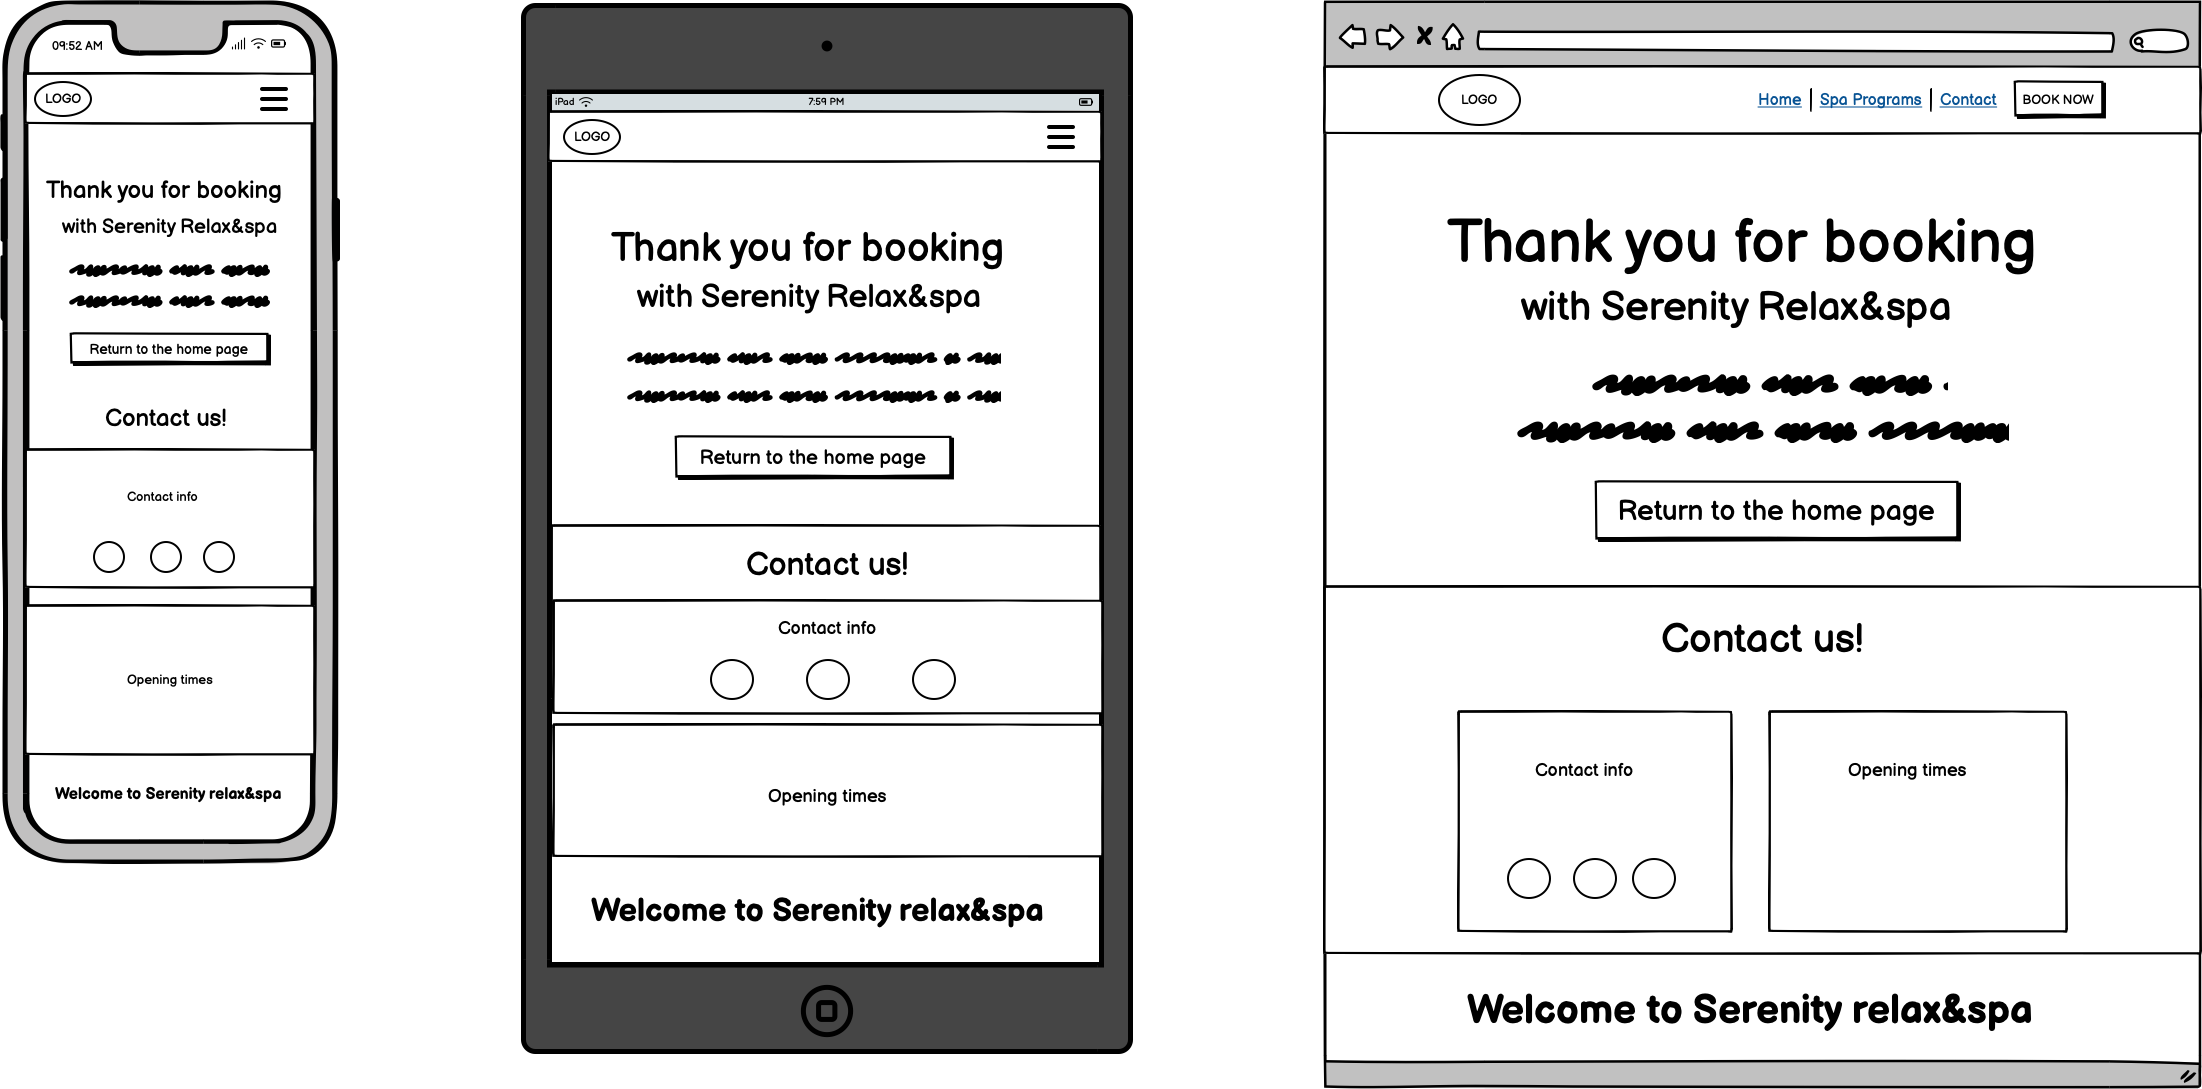 09:52 AM
LOGO
Thank you for booking
with Serenity Relax&spa
Return to the home page
Contact us!
Contact info
Opening times
Welcome to Serenity relax&spa
iPad
7:59 PM
LOGO
Thank you for booking
with Serenity Relax&spa
Return to the home page
Contact us!
Contact info
Opening times
Welcome to Serenity relax&spa
LOGO
Home | Spa Programs | Contact
BOOK NOW
Thank you for booking
with Serenity Relax&spa
Return to the home page
Contact us!
Contact info
Opening times
Welcome to Serenity relax&spa